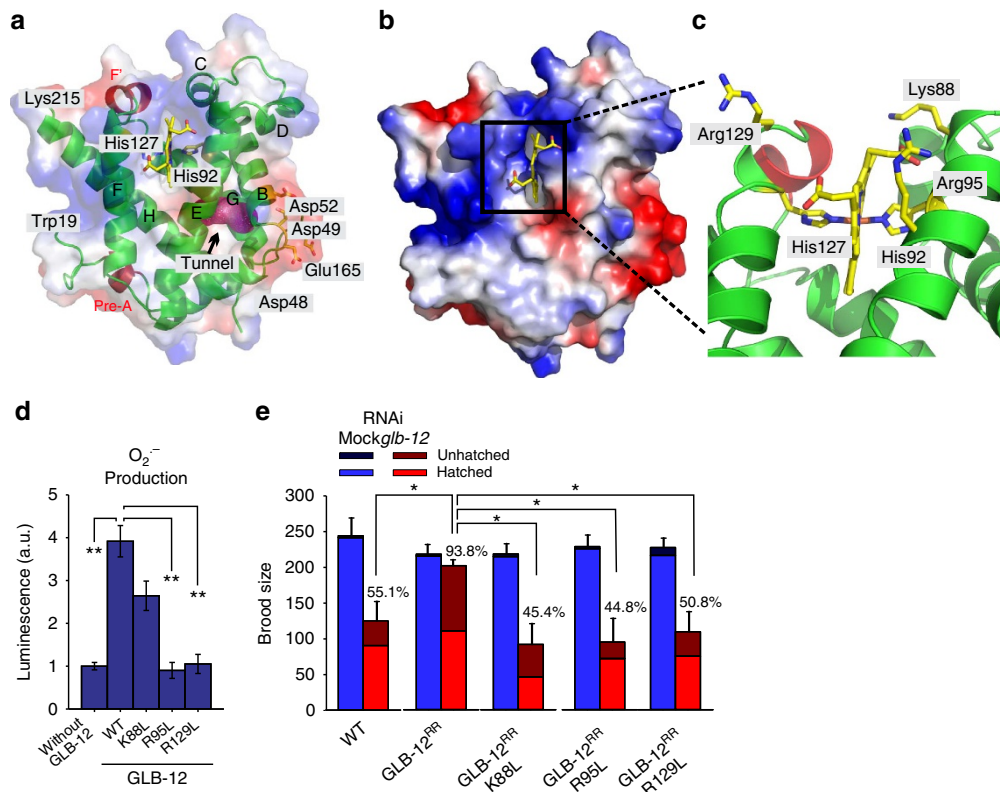 a
F'
C
Lys215
D
His127
His92
F
G
B
H
E
Asp52
Trp19
Asp49
Tunnel
Glu165
Pre-A
Asp48
b
c
Lys88
Arg129
Arg95
His127
His92
d
O₂·⁻
Production
Luminescence (a.u.)
5
4
3
2
1
0
**
**
**
Without
GLB-12
WT
K88L
R95L
R129L
GLB-12
e
RNAi
Mock glb-12
Unhatched
Hatched
Brood size
300
250
200
150
100
50
0
*
*
*
*
55.1%
93.8%
45.4%
44.8%
50.8%
WT
GLB-12ᴿᴿ
GLB-12ᴿᴿ
K88L
GLB-12ᴿᴿ
R95L
GLB-12ᴿᴿ
R129L